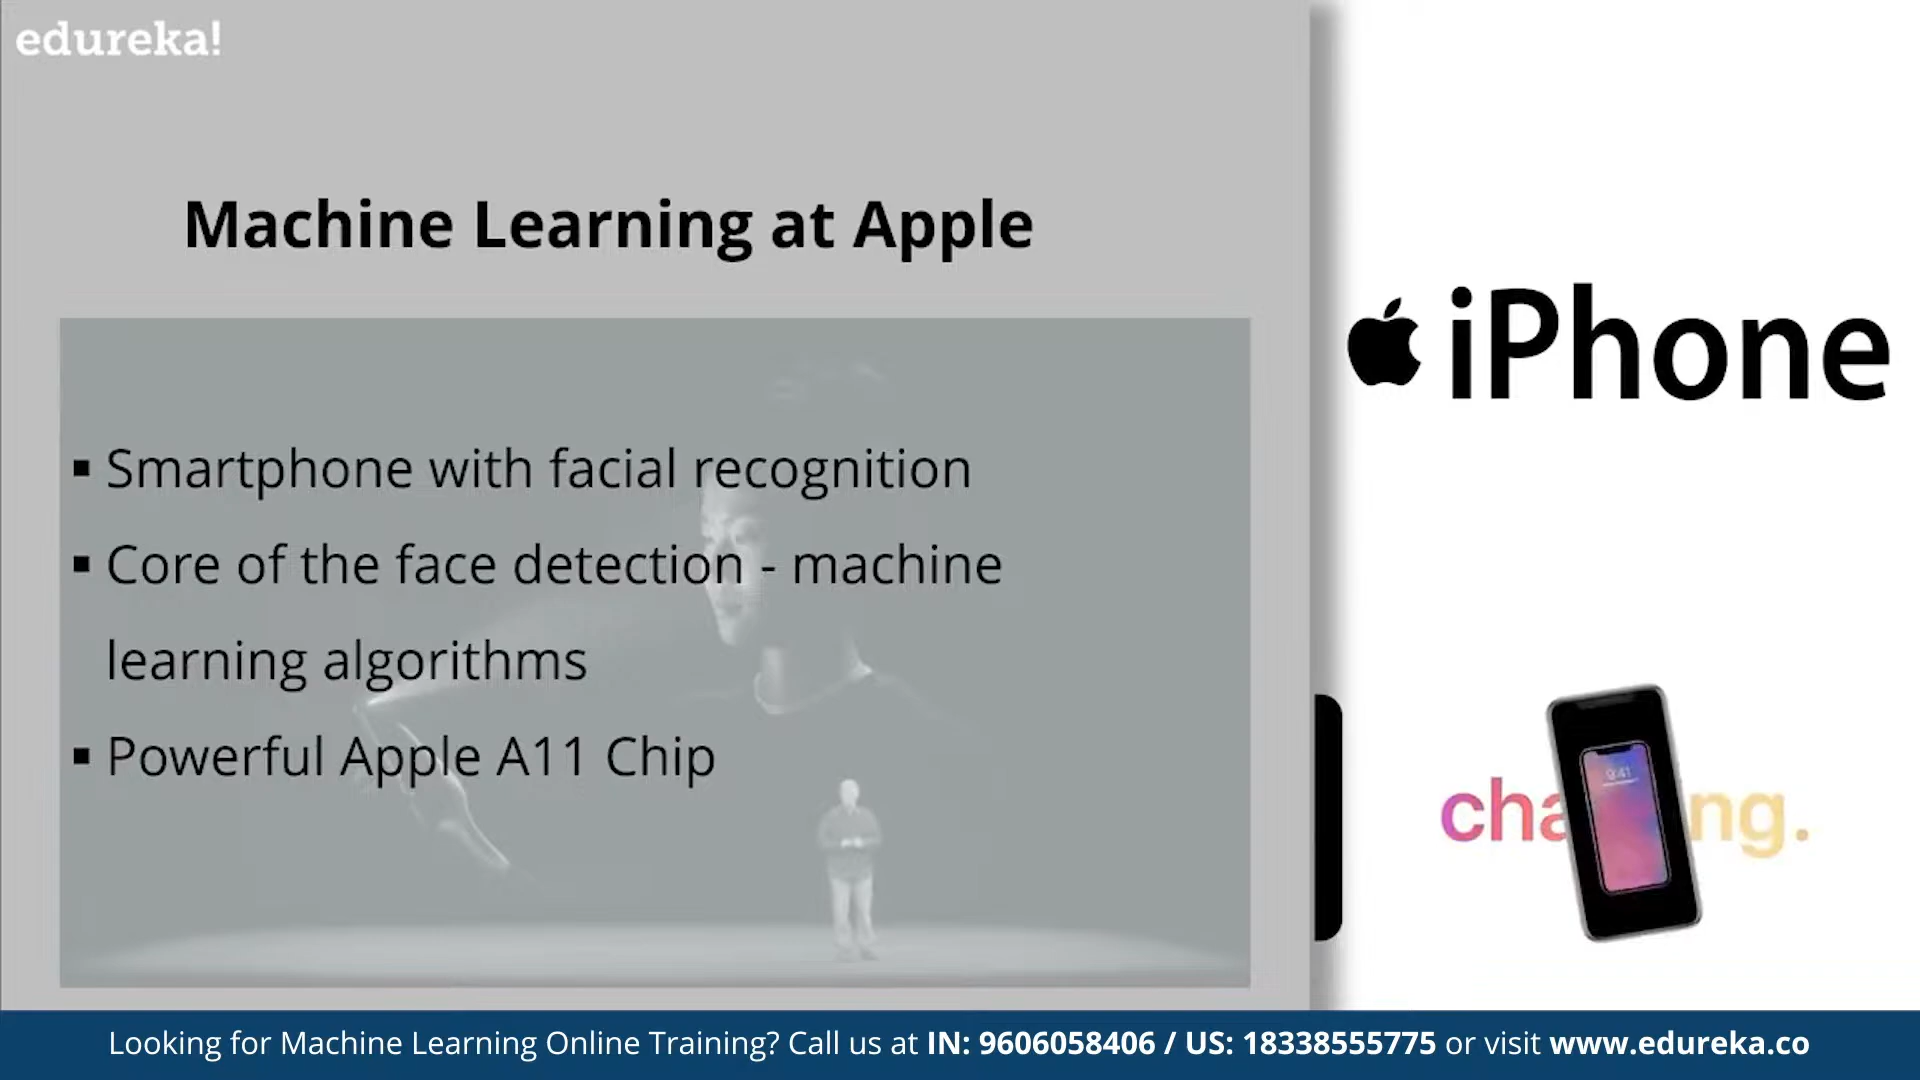 edureka!
Machine Learning at Apple
▪ Smartphone with facial recognition
▪ Core of the face detection - machine
learning algorithms
▪ Powerful Apple A11 Chip
iPhone
9:41
Looking for Machine Learning Online Training? Call us at IN: 9606058406 / US: 18338555775 or visit www.edureka.co